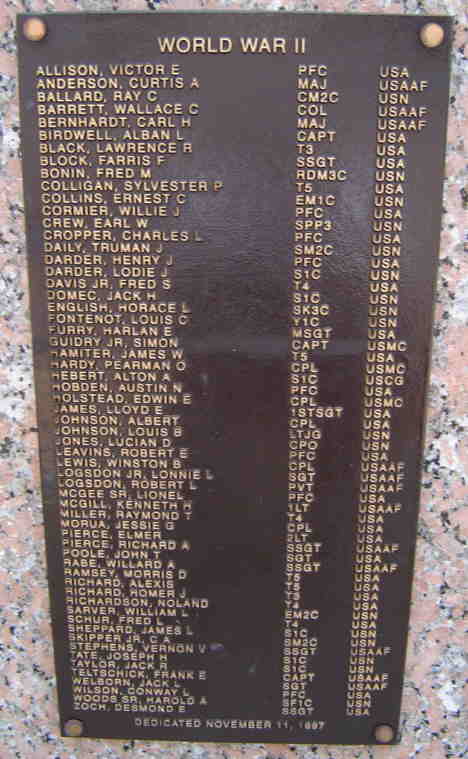 WORLD WAR II
ALLISON, VICTOR E PFC USA
ANDERSON, CURTIS A MAJ USAAF
BALLARD, RAY C CM2C USN
BARRETT, WALLACE C COL USAAF
BERNHARDT, CARL H MAJ USAAF
BIRDWELL, ALBAN L CAPT USA
BLACK, LAWRENCE R T3 USA
BLOCK, FARRIS F SSGT USA
BONIN, FRED M RDM3C USN
COLLIGAN, SYLVESTER P T5 USA
COLLINS, ERNEST C EM1C USN
CORMIER, WILLIE J PFC USA
CREW, EARL W SPP3 USN
CROPPER, CHARLES L PFC USA
DAILY, TRUMAN J SM2C USN
DARDER, HENRY J PFC USA
DARDER, LODIE J S1C USN
DAVIS JR, FRED S T4 USA
DOMEC, JACK H S1C USN
ENGLISH, HORACE L SK3C USN
FONTENOT, LOUIS C Y1C USN
FURRY, HARLAN E MSGT USA
GUIDRY JR, SIMON CAPT USMC
HAMITER, JAMES W T5 USA
HARDY, PEARMAN O CPL USMC
HEBERT, ALTON A S1C USCG
HOBDEN, AUSTIN N PFC USA
HOLSTEAD, EDWIN E CPL USMC
JAMES, LLOYD E 1STSGT USA
JOHNSON, ALBERT CPL USA
JOHNSON, LOUIS B LTJG USN
JONES, LUCIAN D CPO USN
LEAVINS, ROBERT E PFC USA
LEWIS, WINSTON B CPL USAAF
LOGSDON JR, LONNIE L SGT USAAF
LOGSDON, ROBERT L PVT USAAF
MCGEE SR, LIONEL PFC USA
MCGILL, KENNETH H 1LT USAAF
MILLER, RAYMOND T T4 USA
MORUA, JESSIE G CPL USA
PIERCE, ELMER 2LT USA
PIERCE, RICHARD A SSGT USAAF
POOLE, JOHN T SGT USA
RABE, WILLARD A SSGT USAAF
RAMSEY, MORRIS D T5 USA
RICHARD, ALEXIS T5 USA
RICHARD, HOMER J T3 USA
RICHARDSON, NOLAND T4 USA
SARVER, WILLIAM L EM2C USN
SCHUR, FRED L T4 USA
SHEPPARD, JAMES L S1C USN
SKIPPER JR, C A SM2C USN
STEPHENS, VERNON V SSGT USAAF
TATE, JOSEPH H S1C USN
TAYLOR, JACK R S1C USN
TELTSCHICK, FRANK E CAPT USAAF
WELBORN, JACK L SGT USAAF
WILSON, CONWAY L PFC USA
WOODS SR, HAROLD A SF1C USN
ZOCH, DESMOND E SSGT USA
DEDICATED NOVEMBER 11, 1997